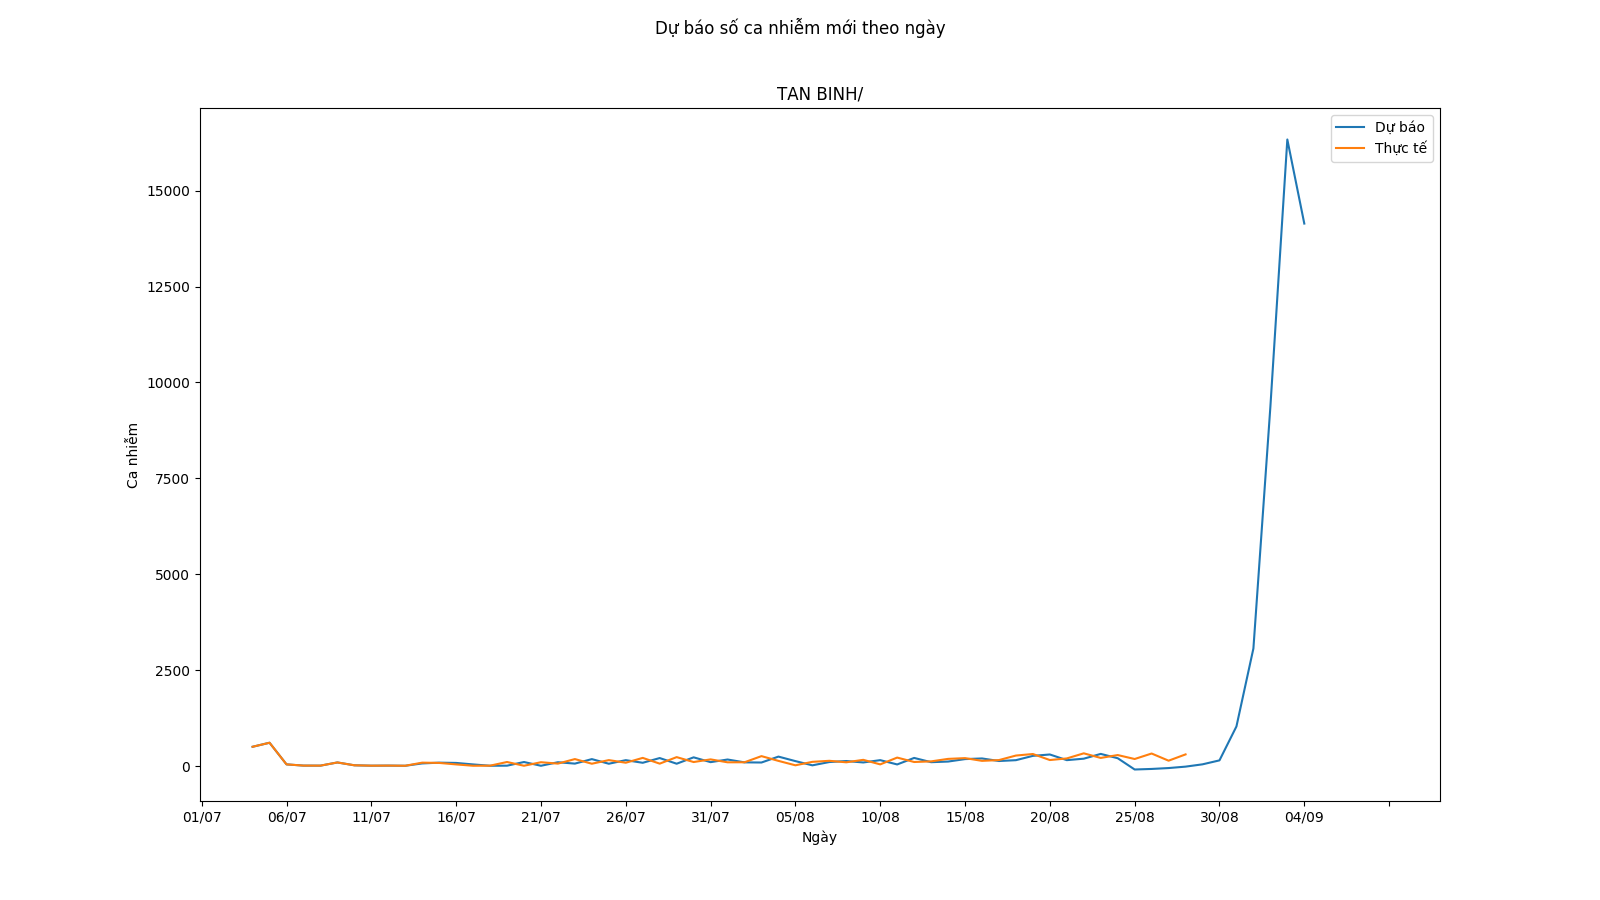 Dự báo số ca nhiễm mới theo ngày
TAN BINH/
Dự báo
Thực tế
15000
12500
10000
7500
5000
2500
0
Ca nhiễm
01/07 06/07 11/07 16/07 21/07 26/07 31/07 05/08 10/08 15/08 20/08 25/08 30/08 04/09
Ngày